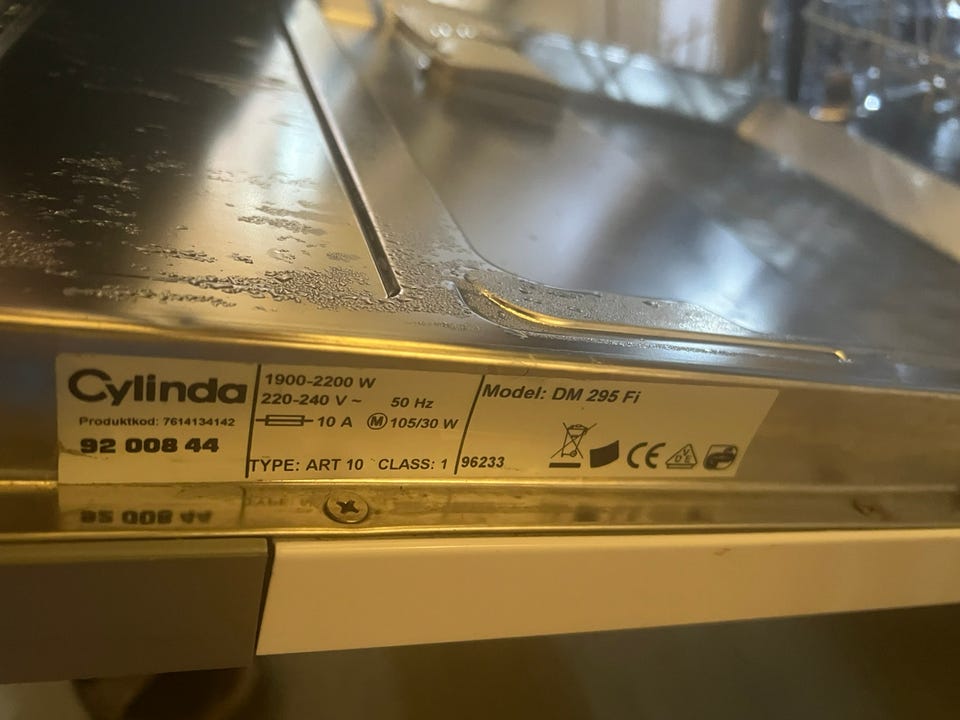 Cylinda
Produktkod: 7614134142
92 008 44
1900-2200 W
220-240 V ~ 50 Hz
10 A M 105/30 W
TYPE: ART 10 CLASS: 1
Model: DM 295 Fi
96233
CE
VDE